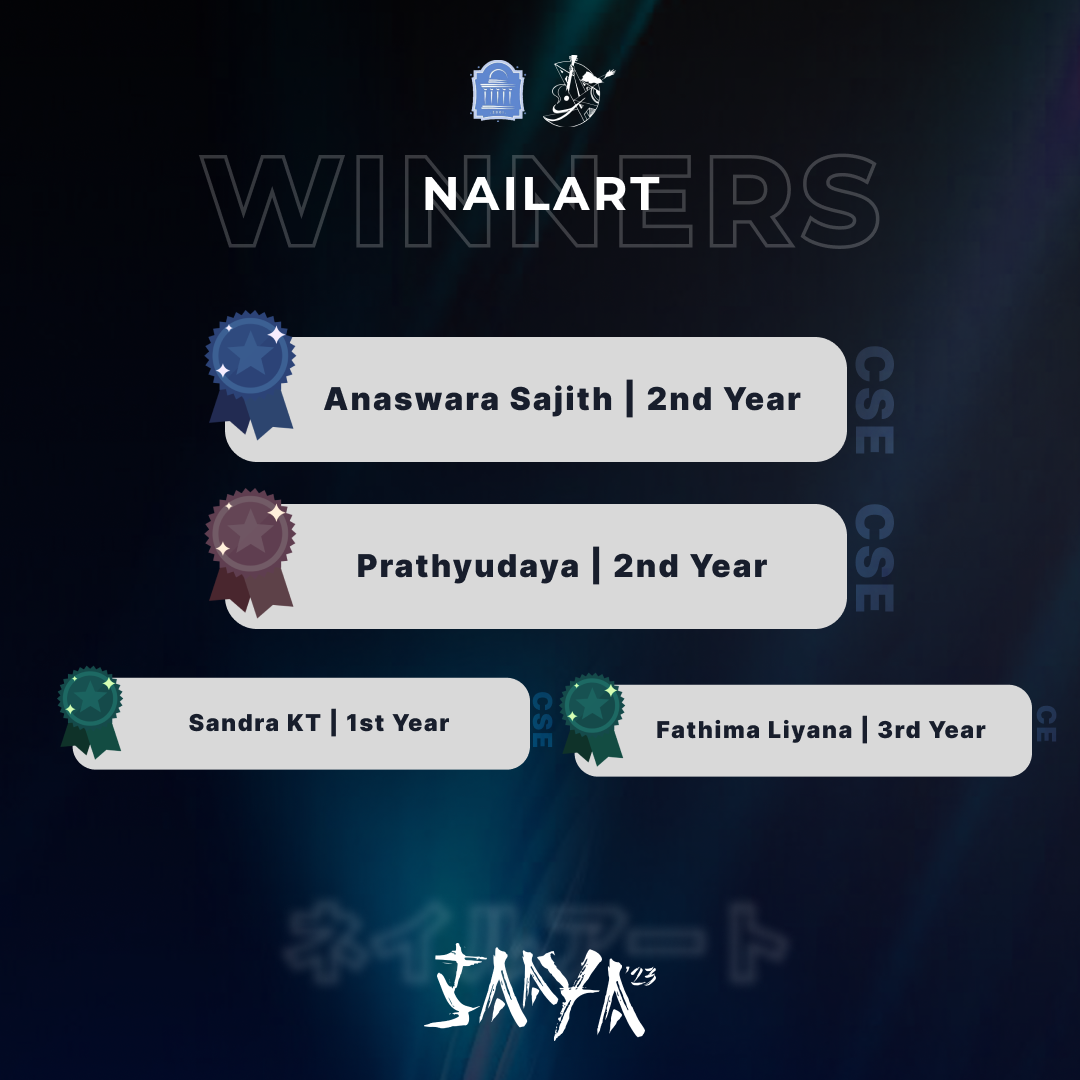 WINNERS
NAILART
Anaswara Sajith | 2nd Year
CSE
Prathyudaya | 2nd Year
CSE
Sandra KT | 1st Year
CSE
Fathima Liyana | 3rd Year
CE
ネイルアート
SAAYA '23